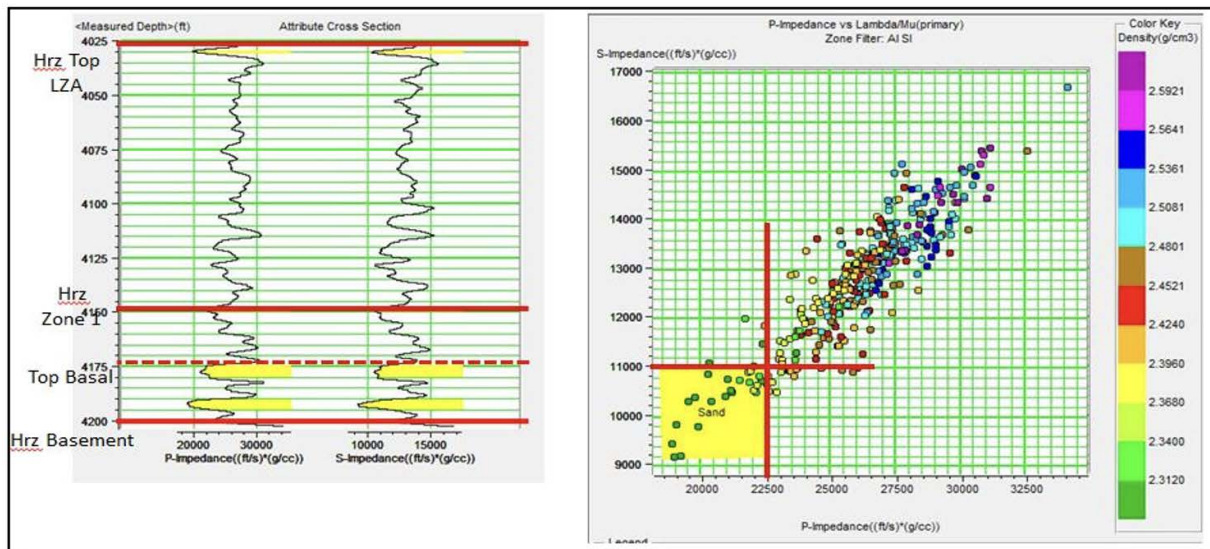 <Measured Depth>(ft)
Attribute Cross Section
4025
Hrz Top
LZA
4050
4075
4100
4125
Hrz
Zone 1
4150
4175
Top Basal
4200
Hrz Basement
20000 30000 10000 15000
P-Impedance((ft/s)*(g/cc)) S-Impedance((ft/s)*(g/cc))
P-Impedance vs Lambda/Mu(primary)
Zone Filter: AI SI
S-Impedance((ft/s)*(g/cc))
17000
16000
15000
14000
13000
12000
11000
10000
9000
Sand
20000 22500 25000 27500 30000 32500
P-Impedance((ft/s)*(g/cc))
Legend
Color Key
Density(g/cm3)
2.5921
2.5641
2.5361
2.5081
2.4801
2.4521
2.4240
2.3960
2.3680
2.3400
2.3120